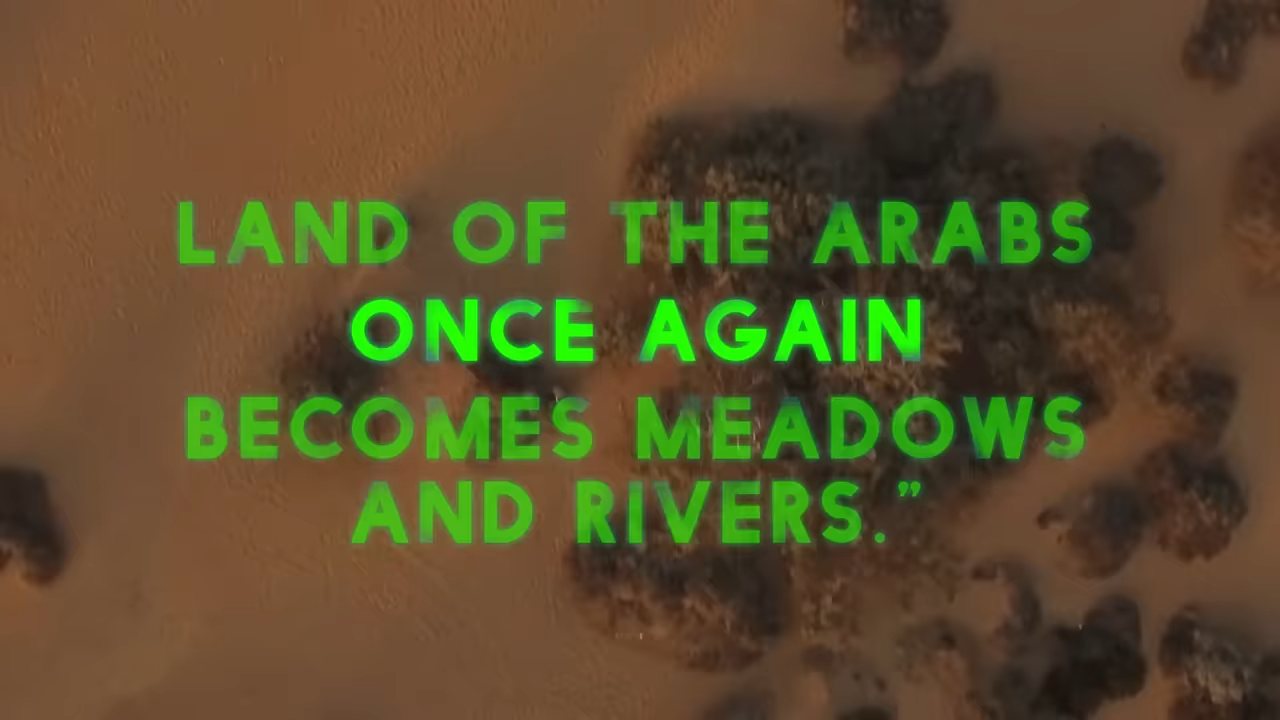 LAND OF THE ARABS
ONCE AGAIN
BECOMES MEADOWS
AND RIVERS.”